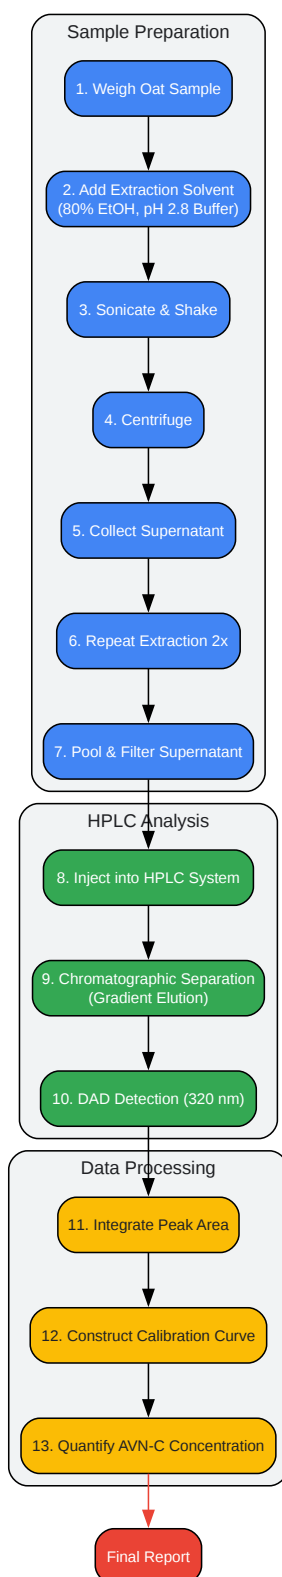 Sample Preparation
1. Weigh Oat Sample
2. Add Extraction Solvent
(80% EtOH, pH 2.8 Buffer)
3. Sonicate & Shake
4. Centrifuge
5. Collect Supernatant
6. Repeat Extraction 2x
7. Pool & Filter Supernatant
HPLC Analysis
8. Inject into HPLC System
9. Chromatographic Separation
(Gradient Elution)
10. DAD Detection (320 nm)
Data Processing
11. Integrate Peak Area
12. Construct Calibration Curve
13. Quantify AVN-C Concentration
Final Report